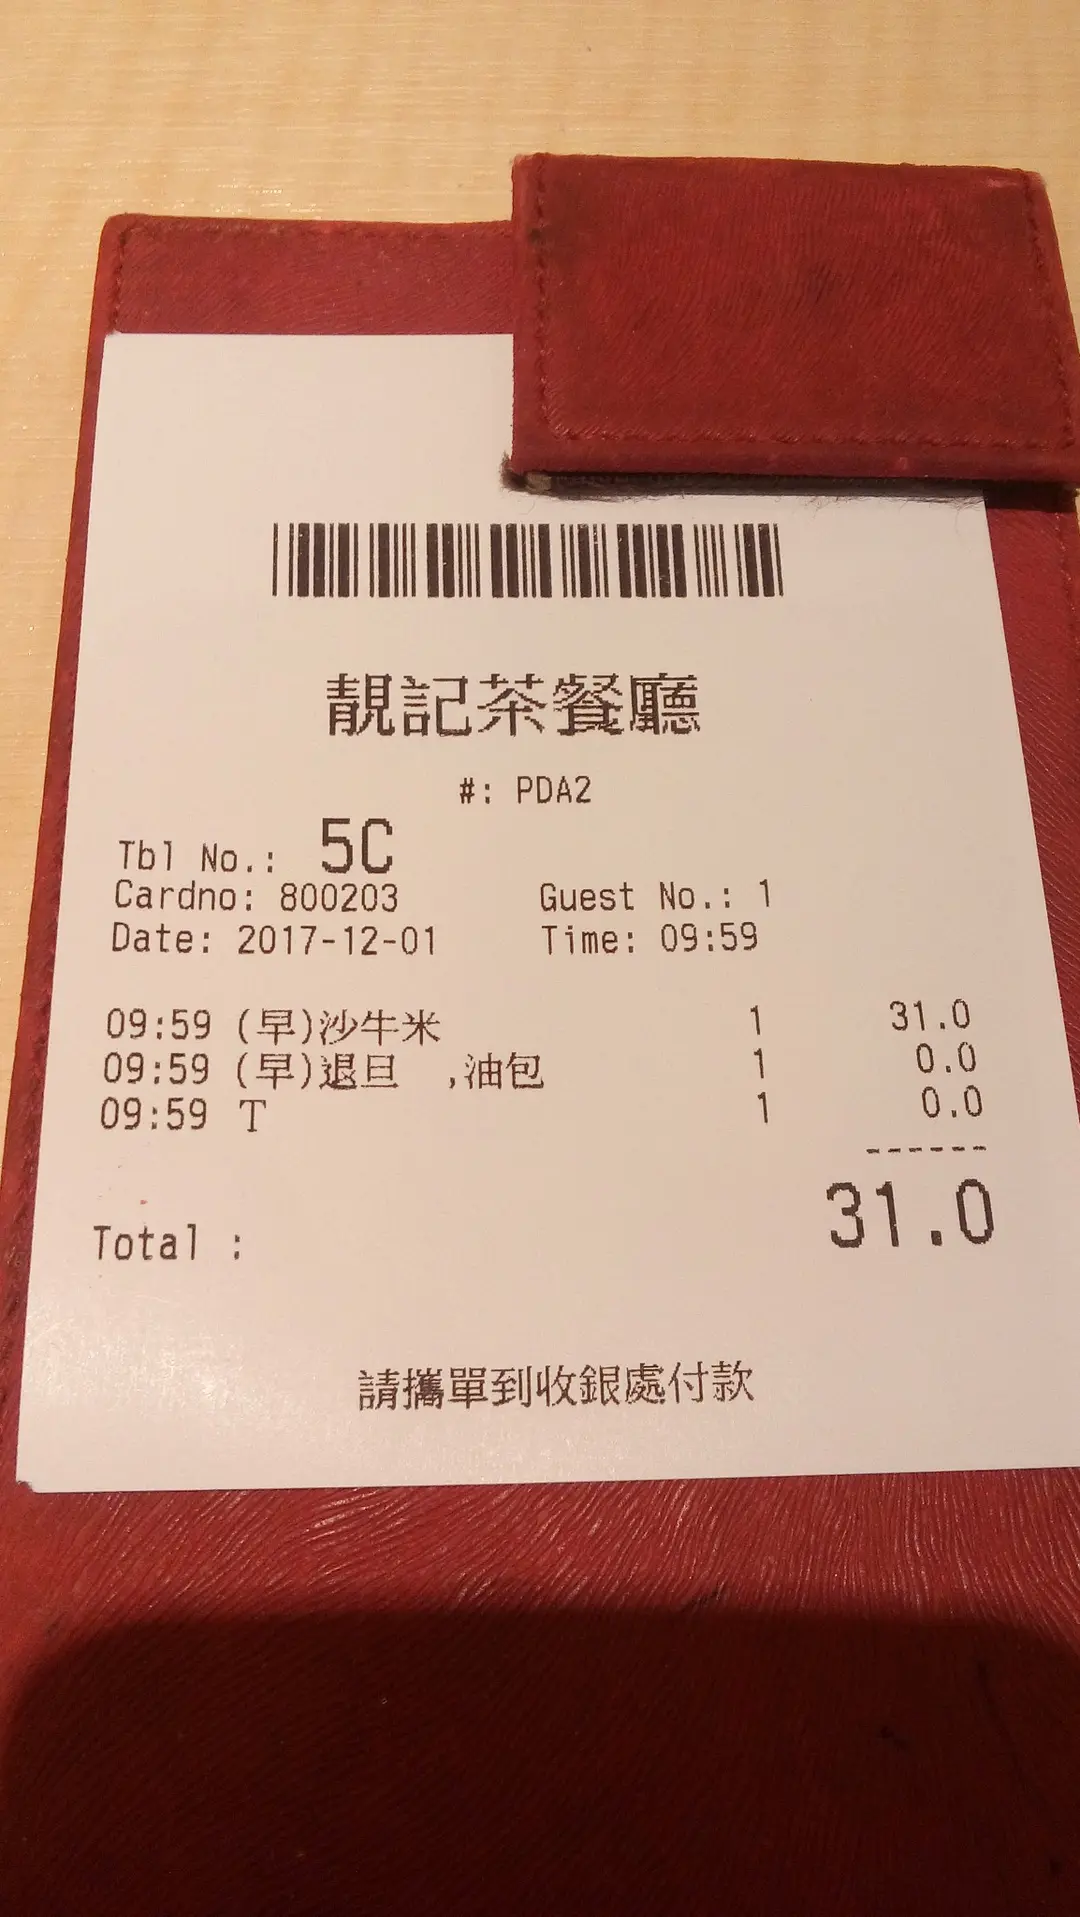 靚記茶餐廳
#: PDA2
Tbl No.: 5C
Cardno: 800203 Guest No.: 1
Date: 2017-12-01 Time: 09:59
09:59 (早)沙牛米 1 31.0
09:59 (早)退旦 ,油包 1 0.0
09:59 T 1 0.0
------
Total : 31.0
請攜單到收銀處付款